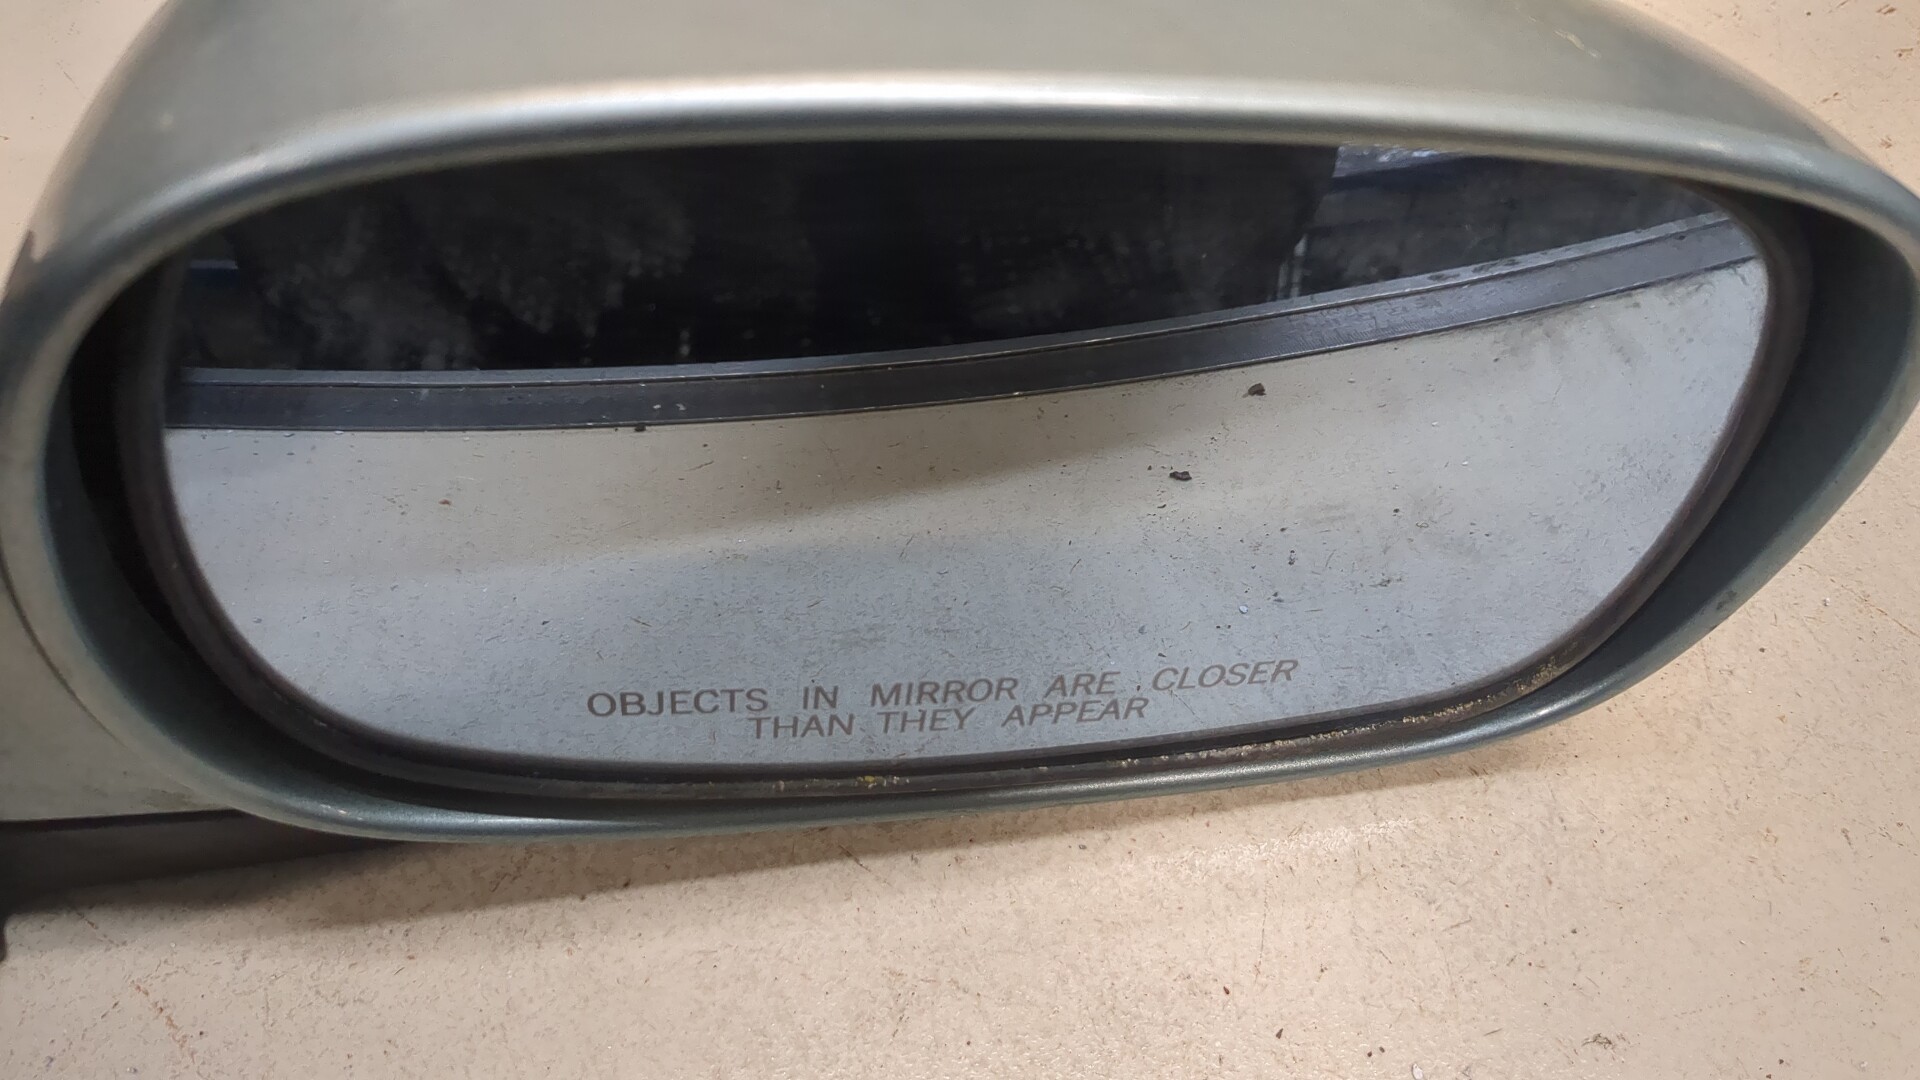 OBJECTS IN MIRROR ARE CLOSER
THAN THEY APPEAR